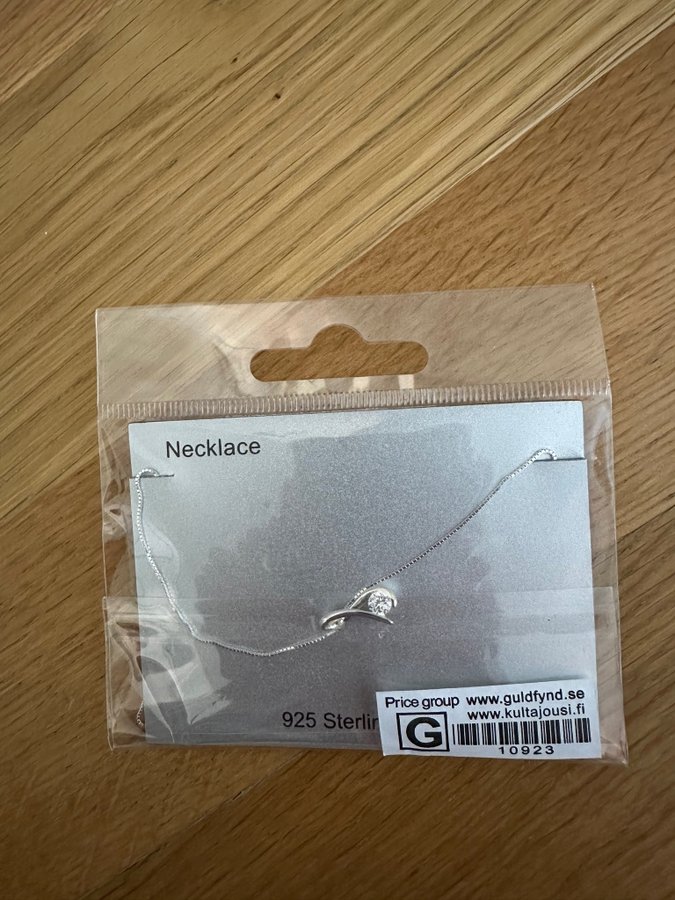 Necklace
925 Sterlin
Price group www.guldfynd.se
www.kultajousi.fi
G
10923